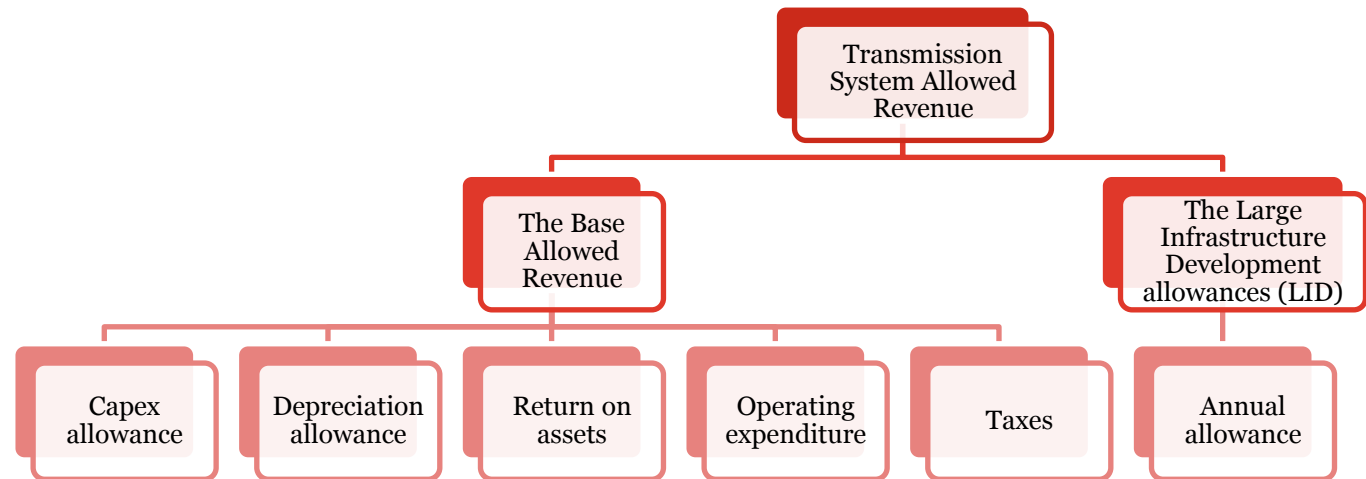 Transmission
System Allowed
Revenue
The Base
Allowed
Revenue
The Large
Infrastructure
Development
allowances (LID)
Capex
allowance
Depreciation
allowance
Return on
assets
Operating
expenditure
Taxes
Annual
allowance